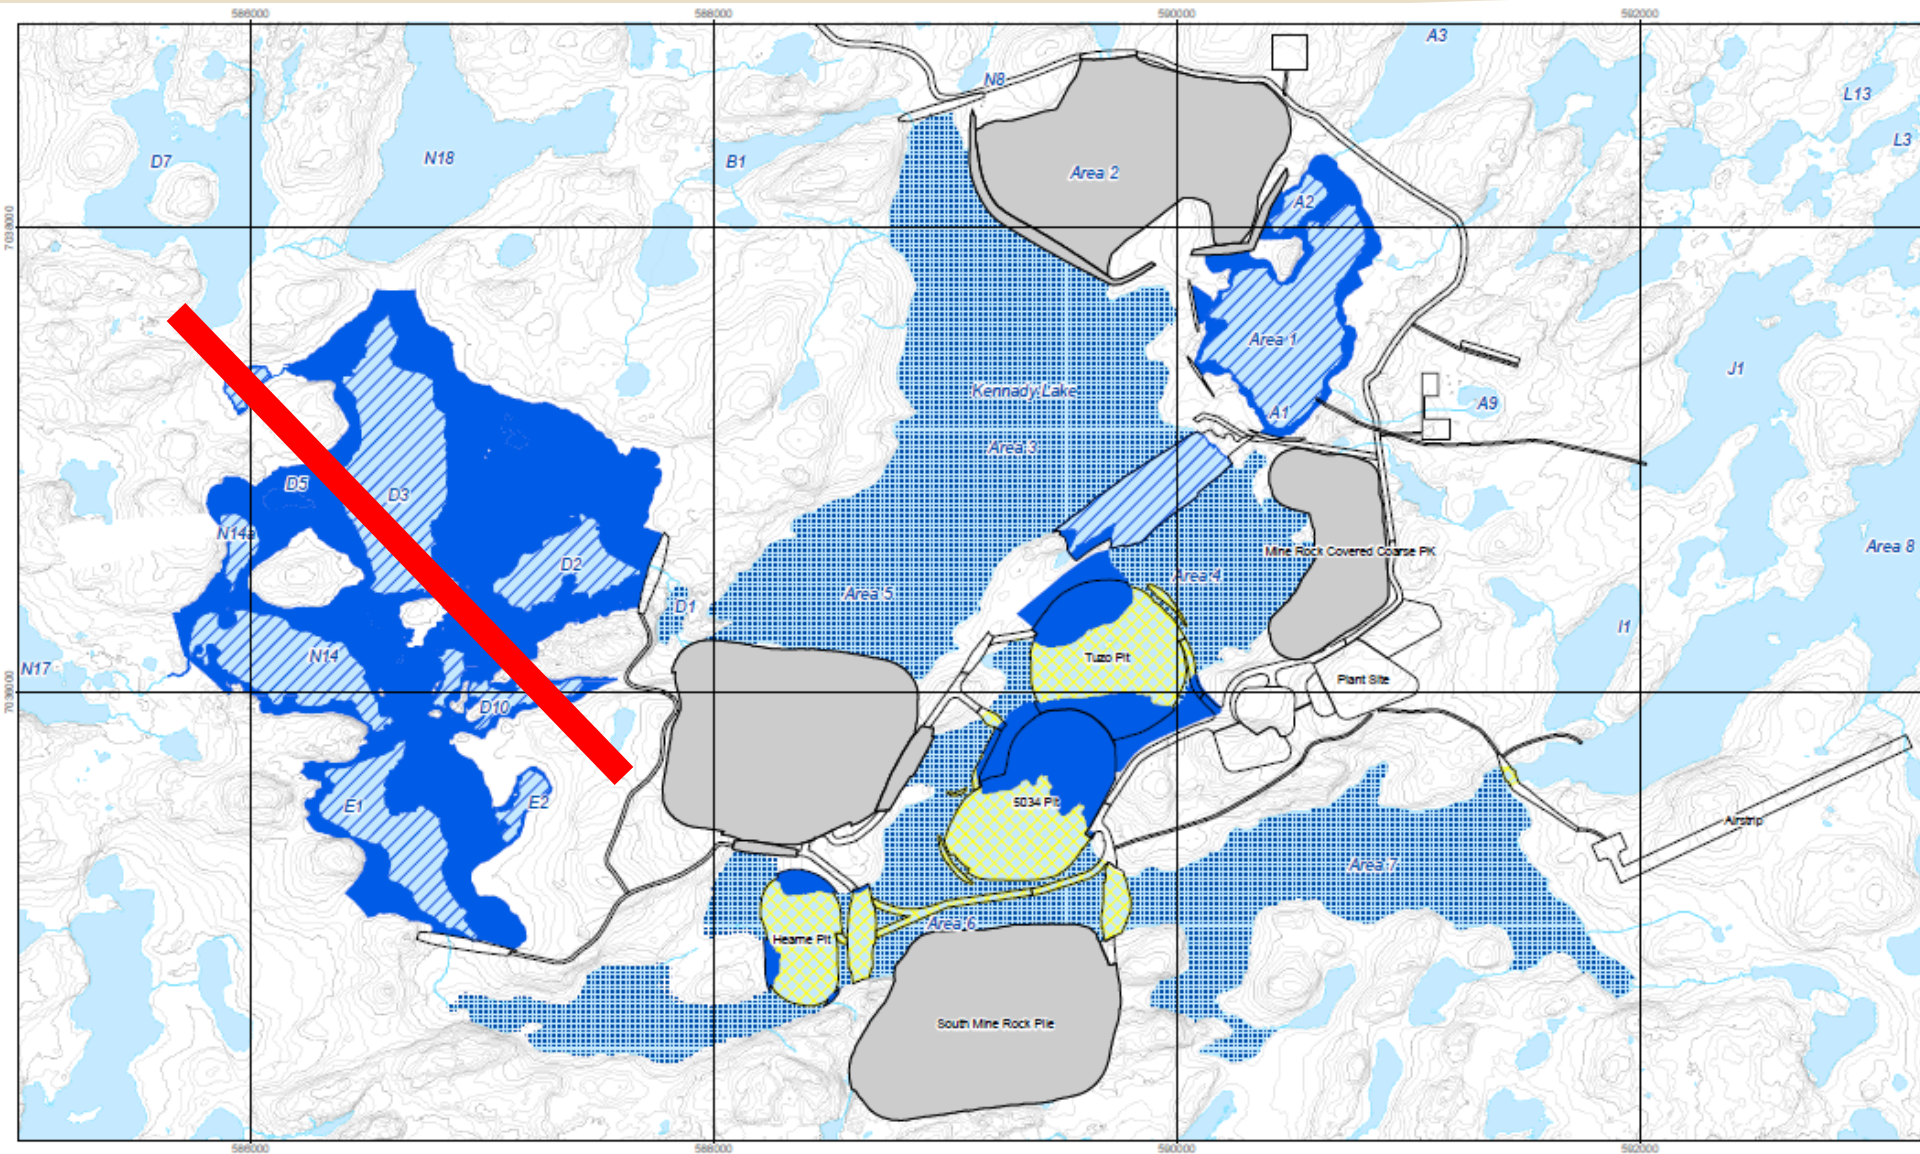 586000
588000
590000
592000
A3
N8
L13
L3
D7
N18
B1
Area 2
A2
7038000
Area 1
J1
Kennady Lake
A1
A9
Area 3
D5
D3
N14a
Mine Rock Covered Coarse PK
Area 8
D2
Area 4
Area 5
D1
I1
N14
Tuzo Pit
N17
Plant Site
7036000
D10
E1
E2
5034 Pit
Airstrip
Area 7
Area 6
Hearne Pit
South Mine Rock Pile
586000
588000
590000
592000